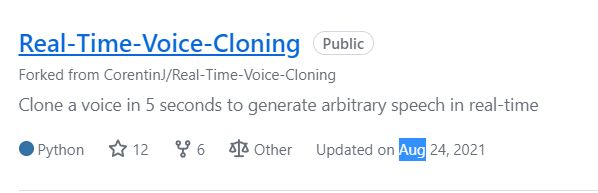 Real-Time-Voice-Cloning Public
Forked from CorentinJ/Real-Time-Voice-Cloning
Clone a voice in 5 seconds to generate arbitrary speech in real-time
Python 12 6 Other Updated on Aug 24, 2021